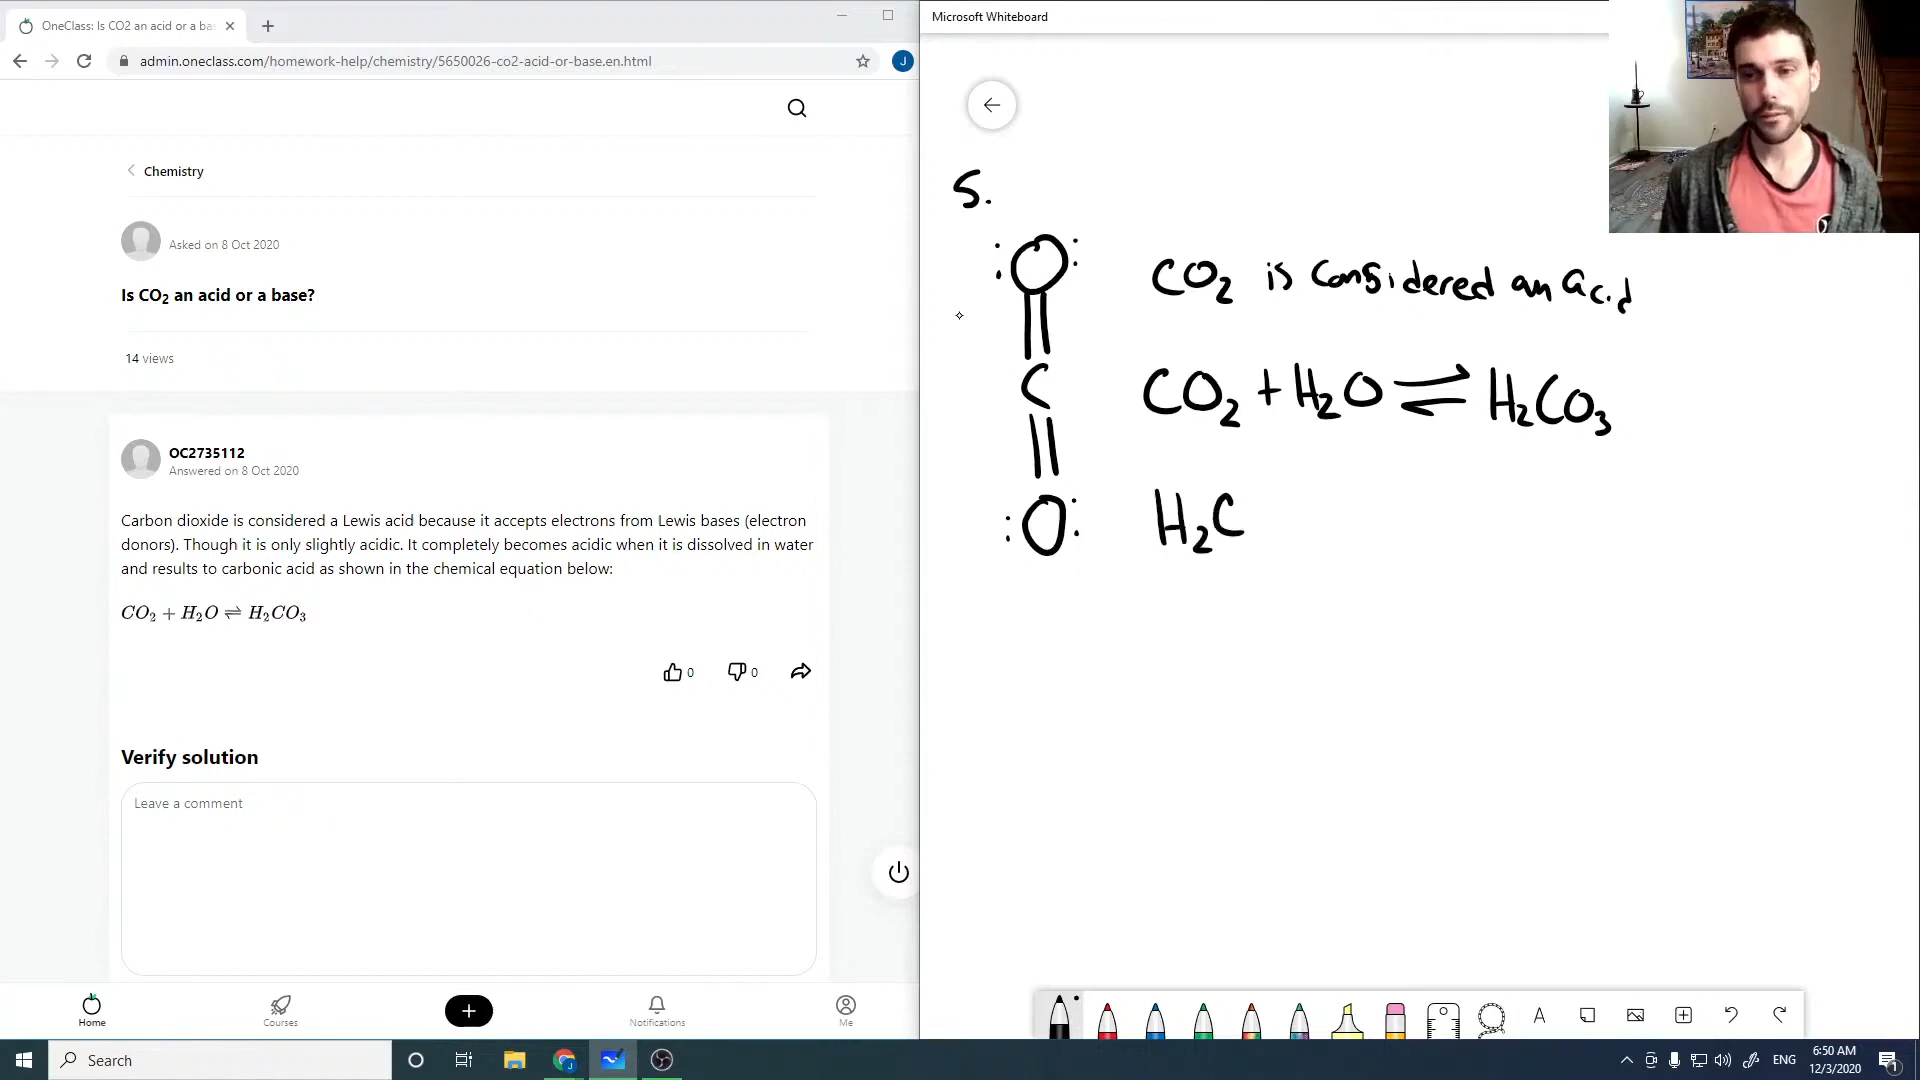 OneClass: Is CO2 an acid or a ba
admin.oneclass.com/homework-help/chemistry/5650026-co2-acid-or-base.en.html
J
Chemistry
Asked on 8 Oct 2020
Is CO₂ an acid or a base?
14 views
OC2735112
Answered on 8 Oct 2020
Carbon dioxide is considered a Lewis acid because it accepts electrons from Lewis bases (electron
donors). Though it is only slightly acidic. It completely becomes acidic when it is dissolved in water
and results to carbonic acid as shown in the chemical equation below:
CO₂ + H₂O ⇌ H₂CO₃
0 0
Verify solution
Leave a comment
Home Courses Notifications Me
Microsoft Whiteboard
5.
:O:
||
C
||
:O:
CO₂ is considered an acid
CO₂ + H₂O ⇌ H₂CO₃
H₂C
A
Search
J
ENG
6:50 AM
12/3/2020
1